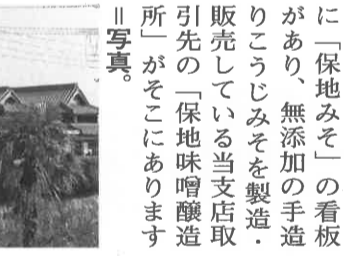 に「保地みそ」の看板
があり、無添加の手造
りこうじみそを製造・
販売している当支店取
引先の「保地味噌醸造
所」がそこにあります
＝写真。